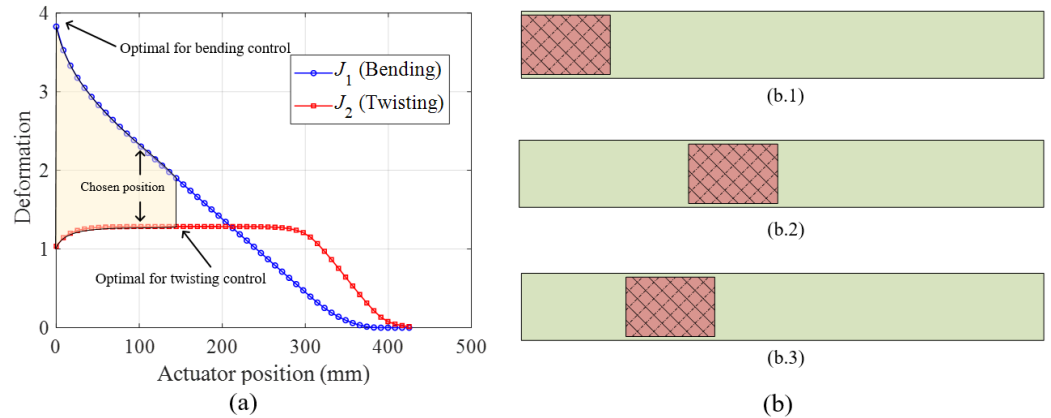 4
3
2
1
0
Deformation
Optimal for bending control
J1 (Bending)
J2 (Twisting)
Chosen position
Optimal for twisting control
0
100
200
300
400
500
Actuator position (mm)
(a)
(b.1)
(b.2)
(b.3)
(b)